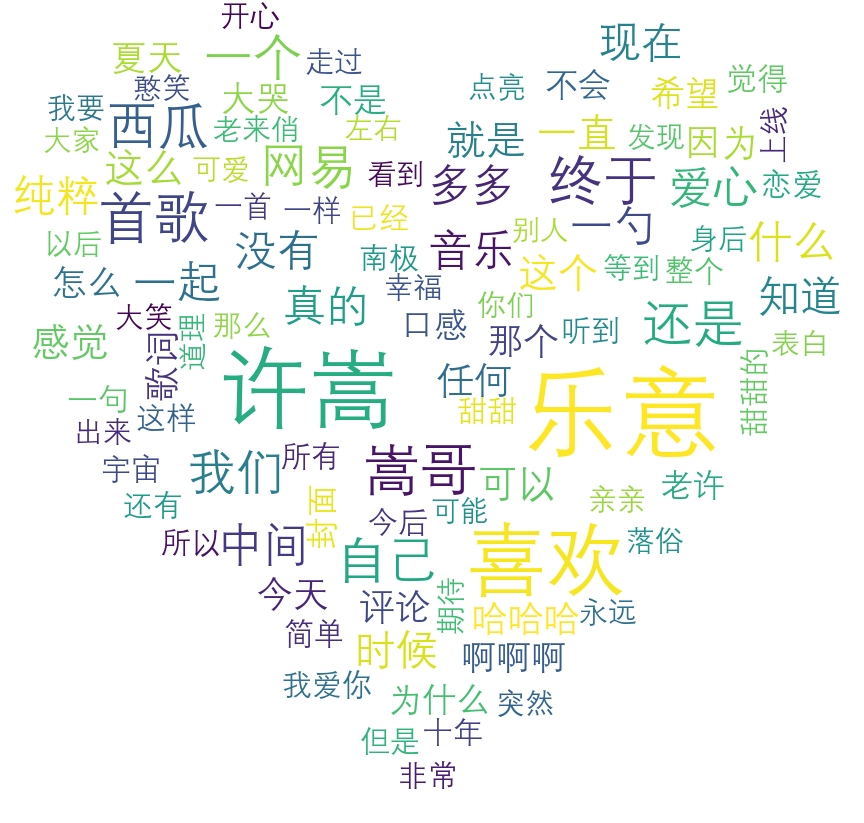 开心
夏天
一个
走过
现在
憨笑
大哭
不是
点亮
不会
希望
觉得
我要
西瓜
老来俏
左右
就是
一直
发现
因为
上线
大家
这么
可爱
网易
看到
多多
终于
爱心
恋爱
纯粹
首歌
一首
一样
已经
音乐
别人
一勺
身后
什么
以后
没有
南极
这个
等到
整个
怎么
一起
真的
幸福
你们
知道
感觉
大笑
歌词
道理
那么
口感
那个
听到
还是
表白
许嵩
任何
乐意
甜甜的
一句
这样
甜甜
出来
宇宙
我们
所有
嵩哥
可以
老许
还有
封面
今后
可能
亲亲
所以
中间
自己
喜欢
落俗
今天
评论
期待
哈哈哈
永远
简单
时候
啊啊啊
我爱你
为什么
突然
但是
十年
非常